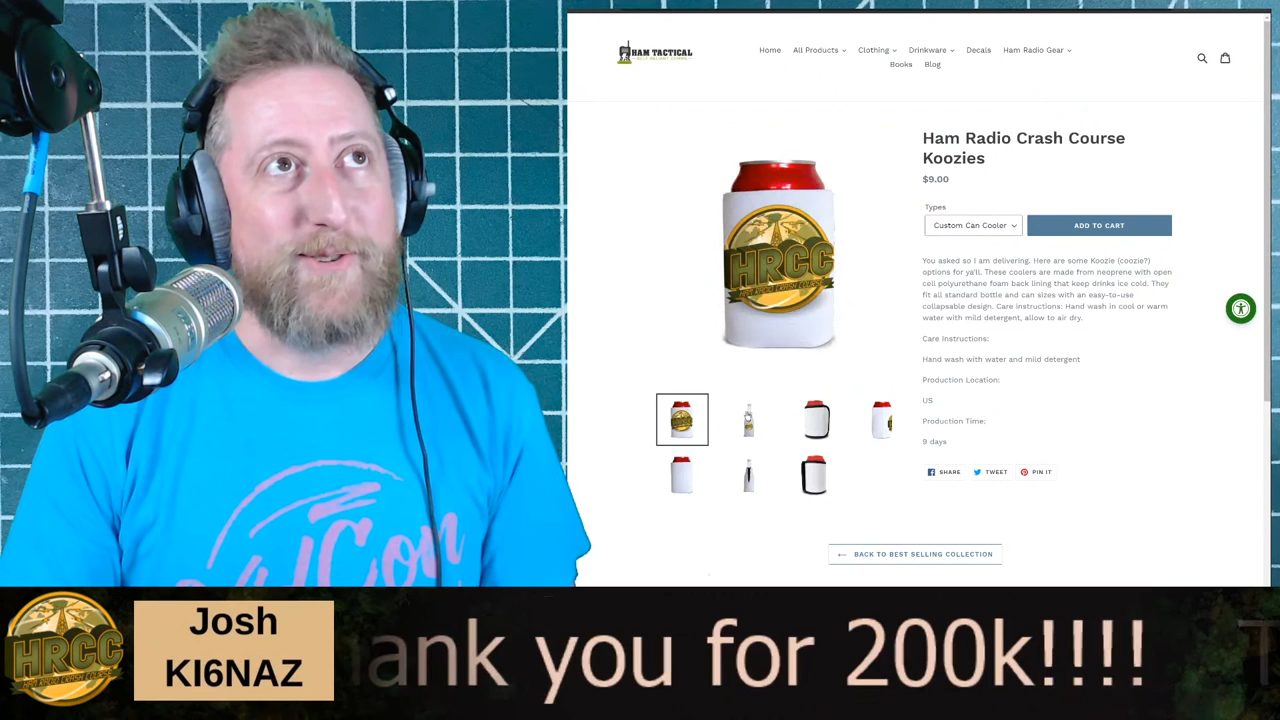 HAM TACTICAL
Home
All Products
Clothing
Drinkware
Decals
Ham Radio Gear
Books
Blog
Ham Radio Crash Course
Koozies
$9.00
Types
Custom Can Cooler
ADD TO CART
You asked so I am delivering. Here are some Koozie (coozie?)
options for ya'll. These coolers are made from neprene with open
cell polyurethane foam back lining that keep drinks ice cold. They
fit all standard bottle and can sizes with an easy-to-use
collapsable design. Care instructions: Hand wash in cool or warm
water with mild detergent, allow to air dry.
Care Instructions:
Hand wash with water and mild detergent
Production Location:
US
Production Time:
9 days
SHARE
TWEET
PIN IT
BACK TO BEST SELLING COLLECTION
HRCC
HAM RADIO CRASH COURSE
HRCC
HAM RADIO CRASH COURSE
Josh
KI6NAZ
ank you for 200k!!!!